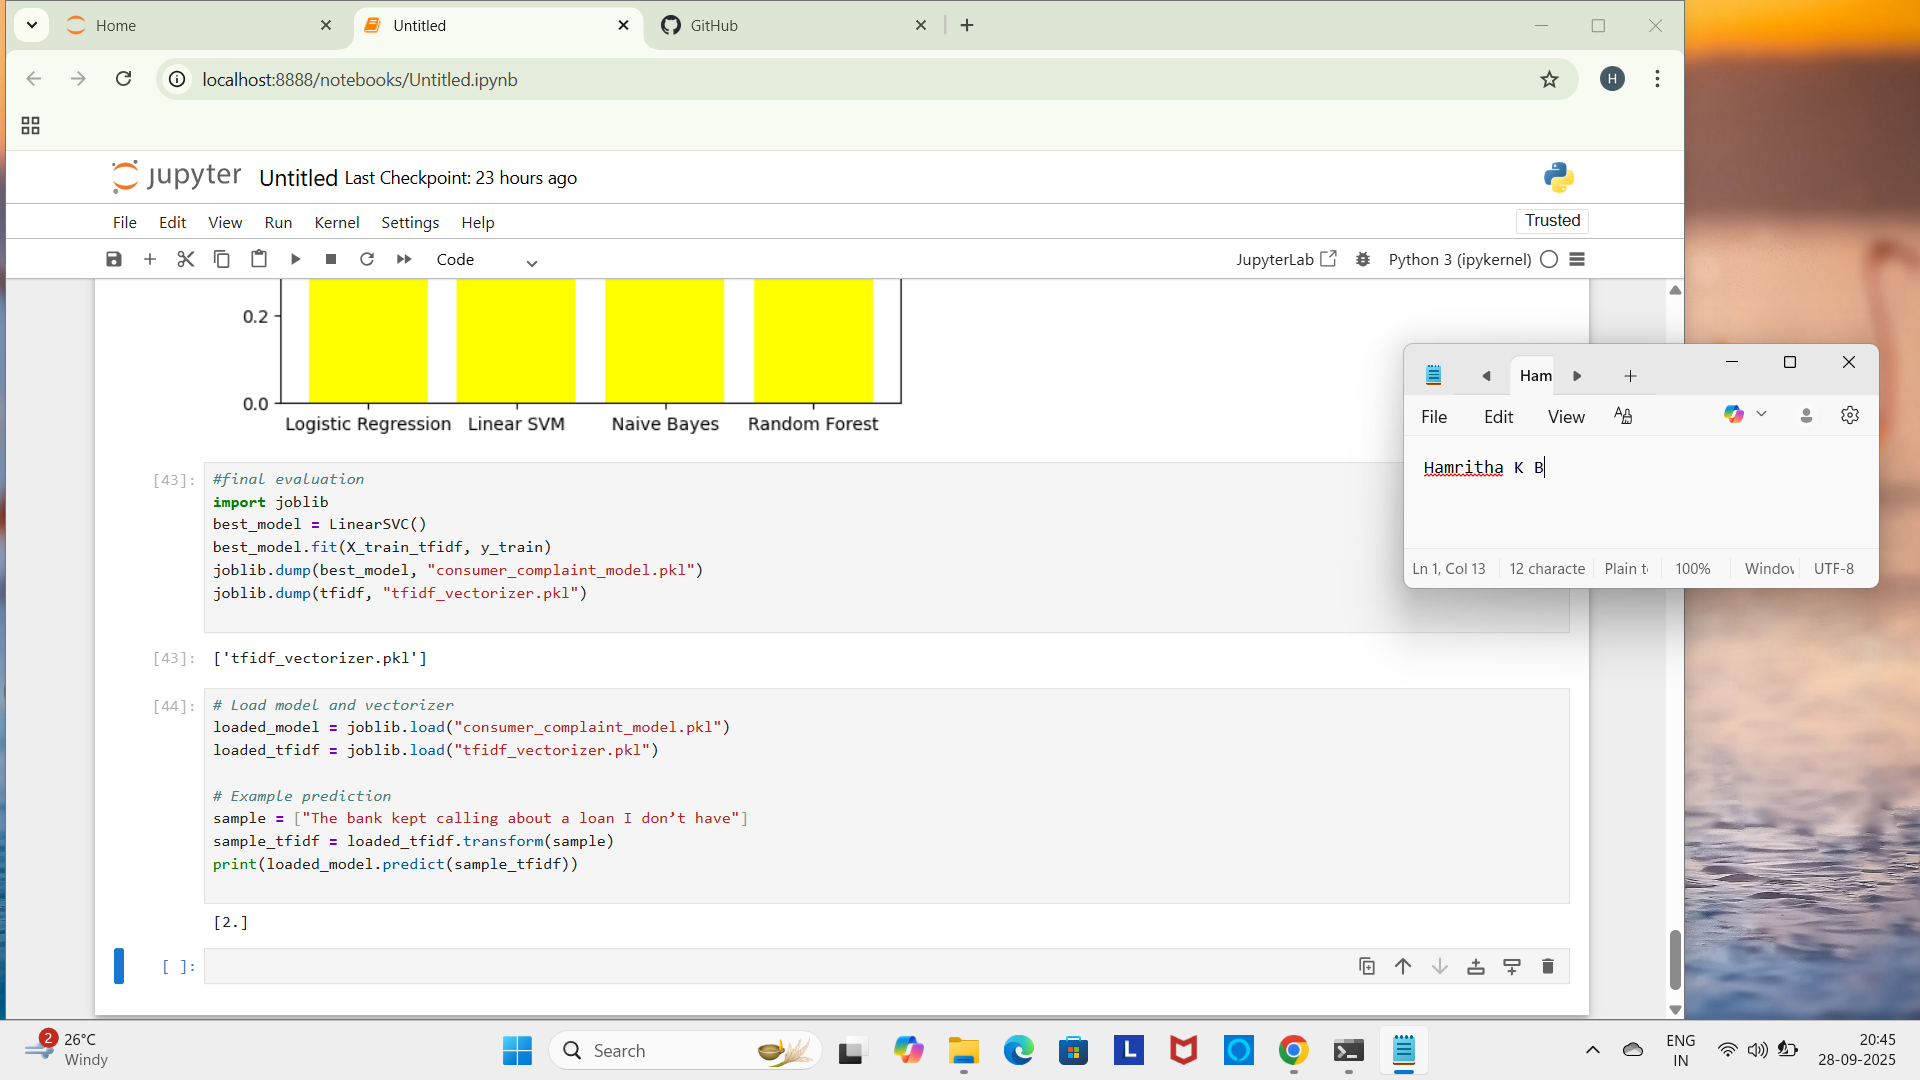 Home
Untitled
GitHub
localhost:8888/notebooks/Untitled.ipynb
H
jupyter Untitled Last Checkpoint: 23 hours ago
File Edit View Run Kernel Settings Help
Trusted
Code
JupyterLab
Python 3 (ipykernel)
0.2
0.0
Logistic Regression Linear SVM Naive Bayes Random Forest
[43]:
#final evaluation
import joblib
best_model = LinearSVC()
best_model.fit(X_train_tfidf, y_train)
joblib.dump(best_model, "consumer_complaint_model.pkl")
joblib.dump(tfidf, "tfidf_vectorizer.pkl")
[43]: ['tfidf_vectorizer.pkl']
[44]:
# Load model and vectorizer
loaded_model = joblib.load("consumer_complaint_model.pkl")
loaded_tfidf = joblib.load("tfidf_vectorizer.pkl")
# Example prediction
sample = ["The bank kept calling about a loan I don’t have"]
sample_tfidf = loaded_tfidf.transform(sample)
print(loaded_model.predict(sample_tfidf))
[2.]
[ ]:
Ham
File Edit View
Hamritha K B
Ln 1, Col 13
12 characte
Plain t
100%
Window
UTF-8
2
26°C
Windy
Search
L
ENG
IN
20:45
28-09-2025